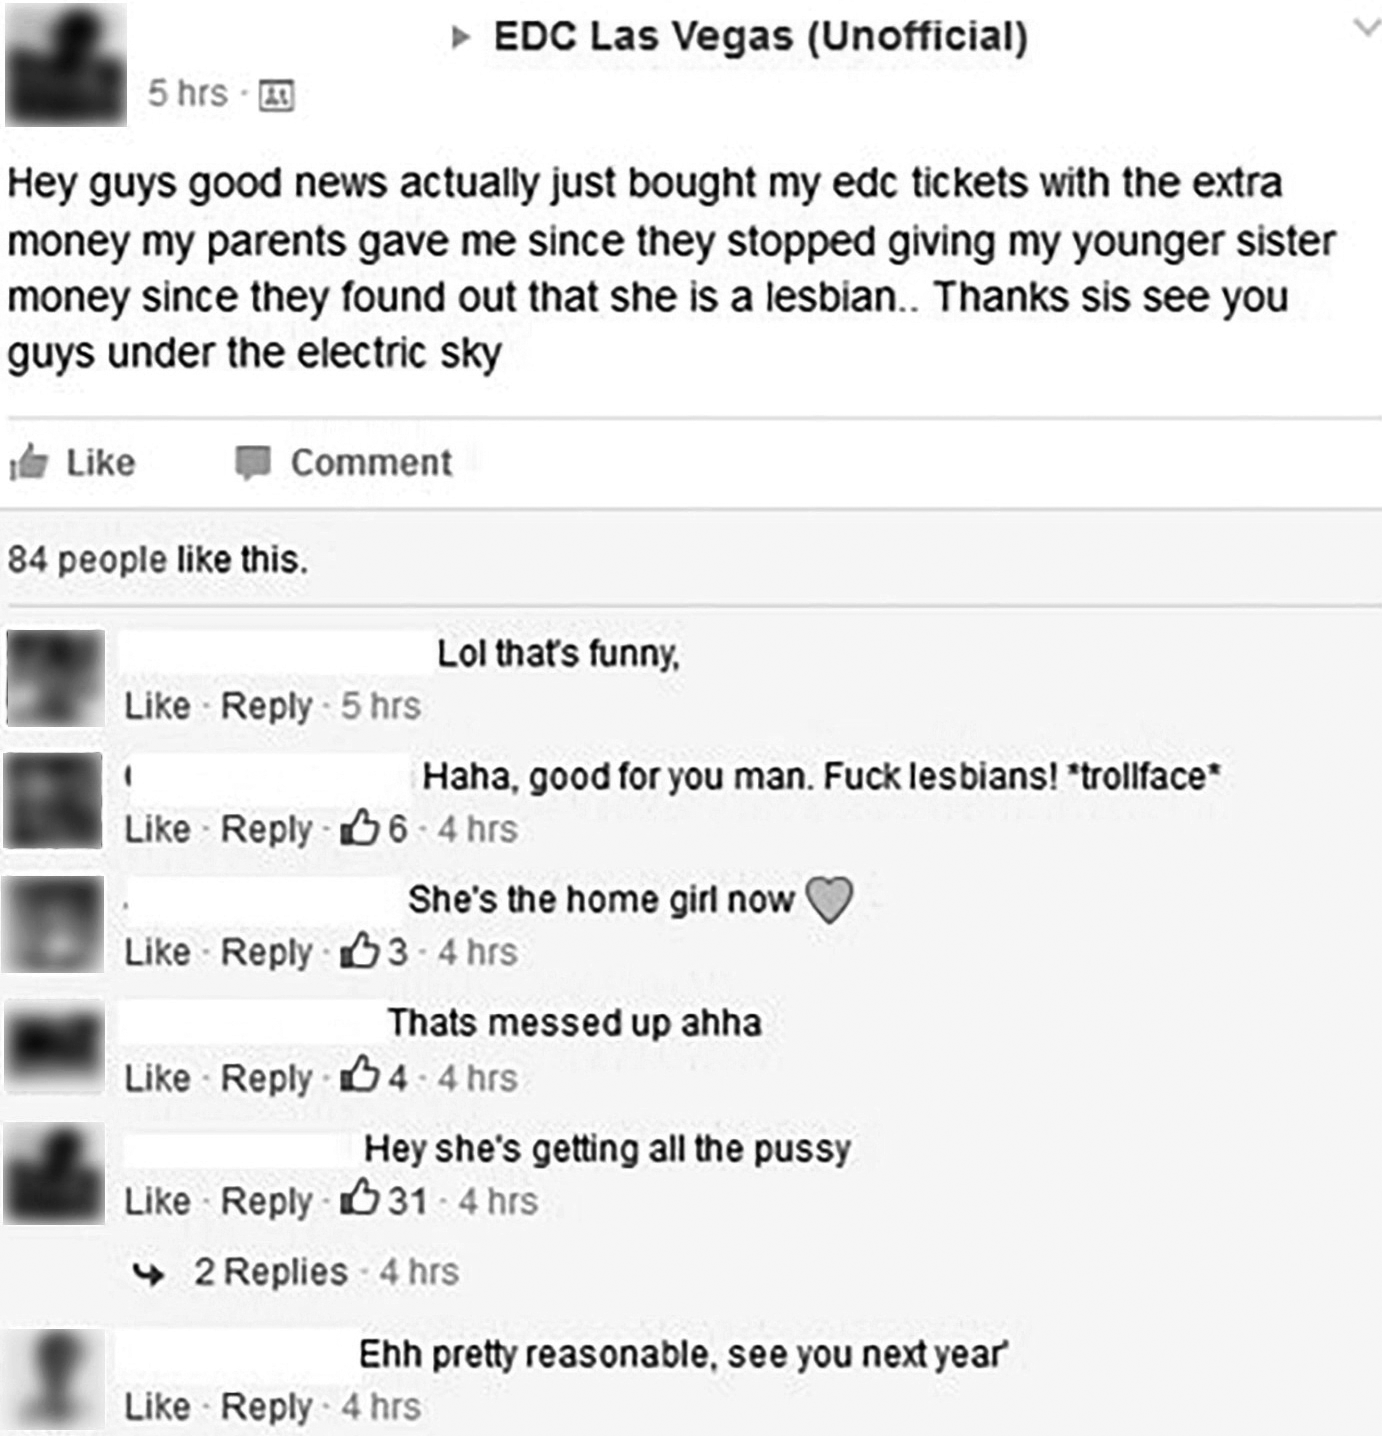 EDC Las Vegas (Unofficial)
5 hrs ·
Hey guys good news actually just bought my edc tickets with the extra
money my parents gave me since they stopped giving my younger sister
money since they found out that she is a lesbian.. Thanks sis see you
guys under the electric sky
Like Comment
84 people like this.
Lol that's funny,
Like · Reply · 5 hrs
Haha, good for you man. Fuck lesbians! *trollface*
Like · Reply · 6 · 4 hrs
She's the home girl now
Like · Reply · 3 · 4 hrs
Thats messed up ahha
Like · Reply · 4 · 4 hrs
Hey she's getting all the pussy
Like · Reply · 31 · 4 hrs
2 Replies · 4 hrs
Ehh pretty reasonable, see you next year'
Like · Reply · 4 hrs